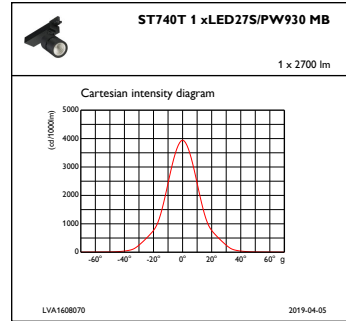 ST740T 1 xLED27S/PW930 MB
1 x 2700 lm
Cartesian intensity diagram
(cd/1000lm)
5000
4000
3000
2000
1000
0
-60° -40° -20° 0° 20° 40° 60° g
LVA1608070 2019-04-05